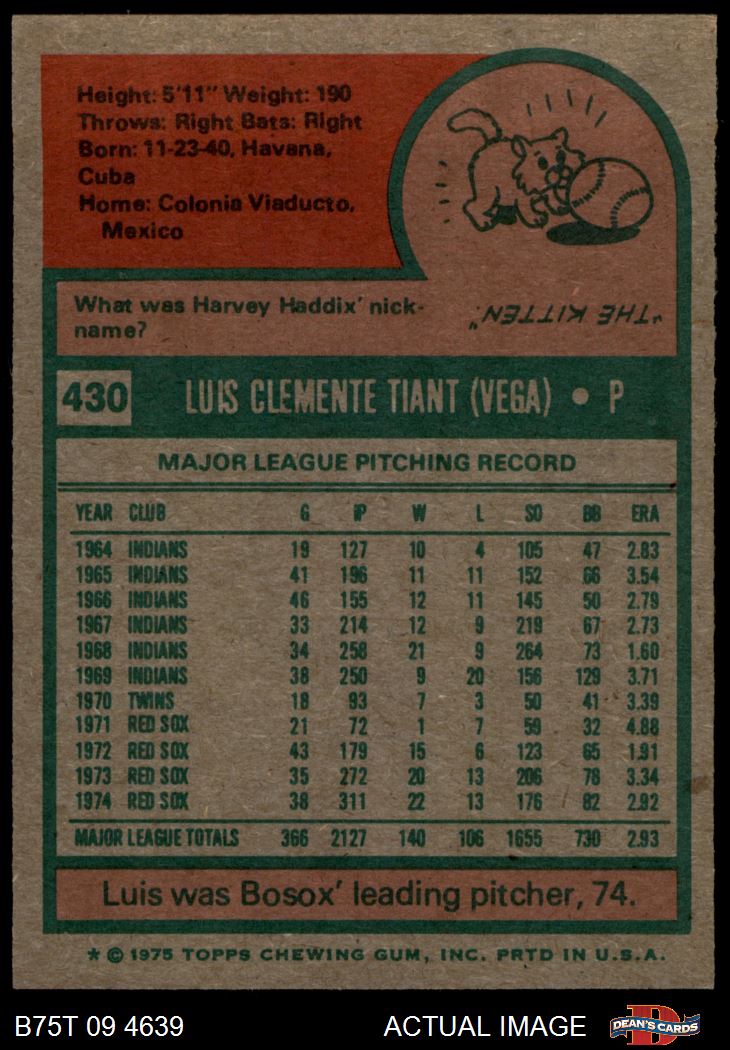 Height: 5'11" Weight: 190
Throws: Right Bats: Right
Born: 11-23-40, Havana,
Cuba
Home: Colonia Viaducto,
Mexico
What was Harvey Haddix' nick-
name?
"THE KITTEN."
430 LUIS CLEMENTE TIANT (VEGA) • P
MAJOR LEAGUE PITCHING RECORD
YEAR CLUB G IP W L SO BB ERA
1964 INDIANS 19 127 10 4 105 47 2.83
1965 INDIANS 41 196 11 11 152 66 3.54
1966 INDIANS 46 155 12 11 145 50 2.79
1967 INDIANS 33 214 12 9 219 67 2.73
1968 INDIANS 34 258 21 9 264 73 1.60
1969 INDIANS 38 250 9 20 156 129 3.71
1970 TWINS 18 93 7 3 50 41 3.39
1971 RED SOX 21 72 1 7 59 32 4.88
1972 RED SOX 43 179 15 6 123 65 1.91
1973 RED SOX 35 272 20 13 206 78 3.34
1974 RED SOX 38 311 22 13 176 82 2.92
MAJOR LEAGUE TOTALS 366 2127 140 106 1655 730 2.93
Luis was Bosox' leading pitcher, 74.
* © 1975 TOPPS CHEWING GUM, INC. PRTD IN U.S.A.
B75T 09 4639 ACTUAL IMAGE DEAN'S CARDS